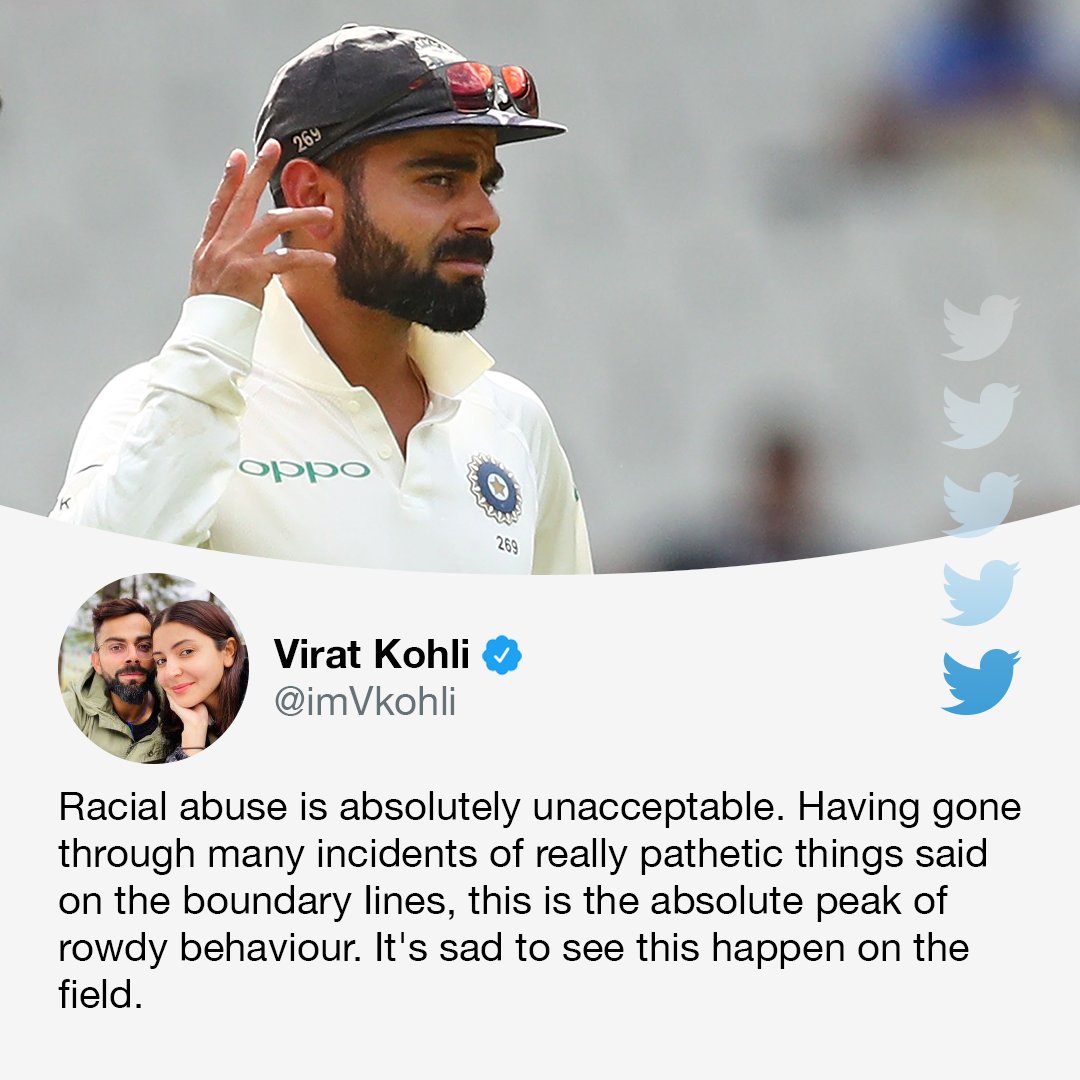 269
oppo
269
K
Virat Kohli
@imVkohli
Racial abuse is absolutely unacceptable. Having gone
through many incidents of really pathetic things said
on the boundary lines, this is the absolute peak of
rowdy behaviour. It's sad to see this happen on the
field.